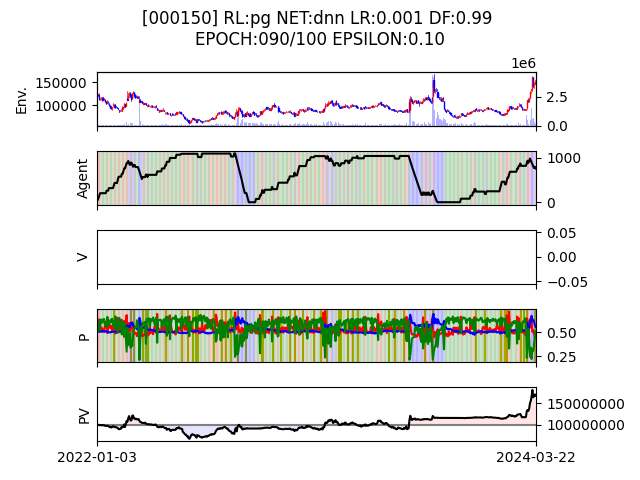 [000150] RL:pg NET:dnn LR:0.001 DF:0.99
EPOCH:090/100 EPSILON:0.10
1e6
Env.
150000
100000
2.5
0.0
Agent
1000
0
V
0.05
0.00
−0.05
P
0.50
0.25
PV
150000000
100000000
2022-01-03
2024-03-22